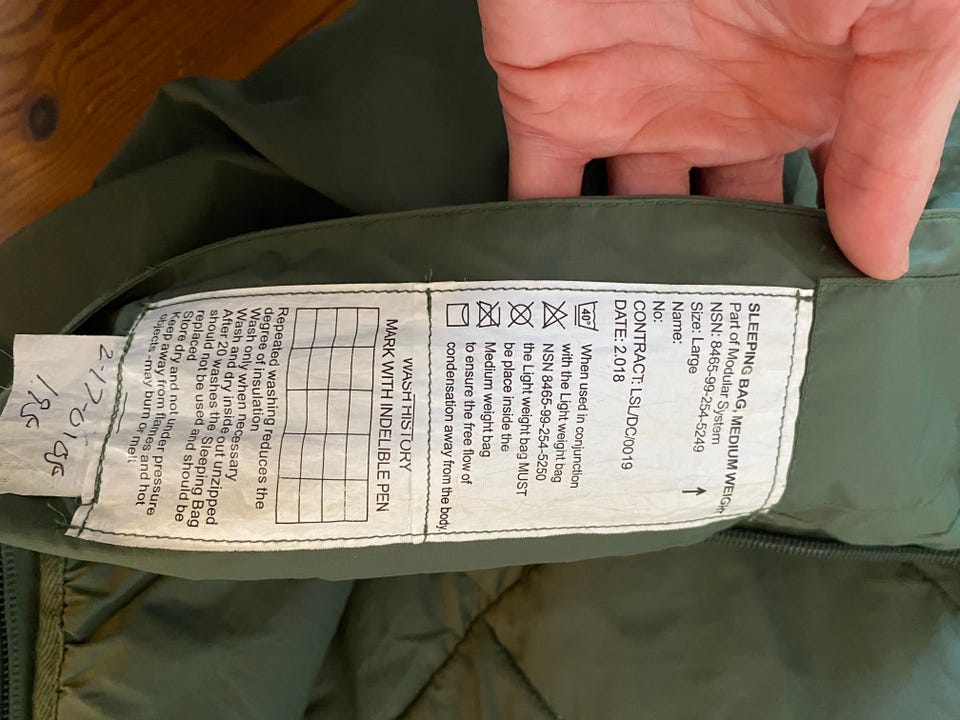 SLEEPING BAG, MEDIUM WEIGH
Part of Modular System
NSN: 8465-99-254-5249
Size: Large
Name:
No:
CONTRACT: LSL/DC/0019
DATE: 2.018
40°
When used in conjunction
with the Light weight bag
NSN 8465-99-254-5250
the Light weight bag MUST
be place inside the
Medium weight bag
to ensure the free flow of
condensation away from the body.
WASH HISTORY
MARK WITH INDELIBLE PEN
Repeated washing reduces the
degree of insulation
Wash only when necessary
Wash and dry inside out unzipped
After 20 washes the Sleeping Bag
should not be used and should be
replaced
Store dry and not under pressure
Keep away from flames and hot
objects -may burn or melt